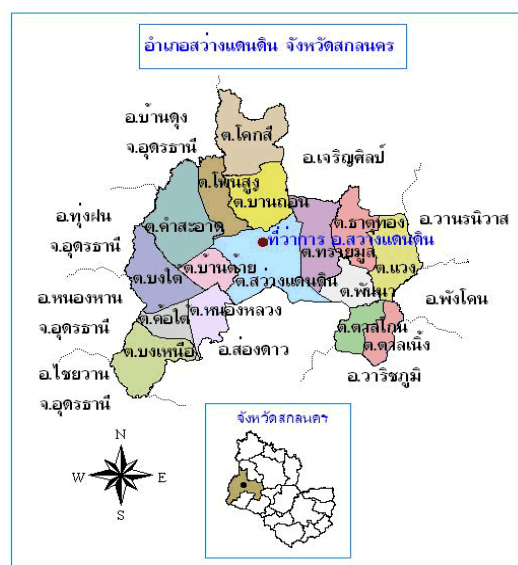 อำเภอสว่างแดนดิน จังหวัดสกลนคร
อ.บ้านดุง
จ.อุดรธานี
ต.โคกสี
อ.เจริญศิลป์
ต.โพนสูง
ต.บานถอน
อ.ทุ่งฝน
จ.อุดรธานี
ต.คำสะอาด
ต.ธาตุทอง
อ.วานรนิวาส
ที่ว่าการ อ.สว่างแดนดิน
ต.ทรายมูล
ต.แวง
ต.บงใต้
ต.บ้านต้าย
ต.สว่างแดนดิน
ต.พันนา
อ.หนองหาน
จ.อุดรธานี
อ.พังโคน
ต.ค้อใต้
ต.หนองหลวง
ต.ตาลโกน
ต.ตาลเนิ้ง
ต.บงเหนือ
อ.ส่องดาว
อ.ไชยวาน
จ.อุดรธานี
อ.วาริชภูมิ
จังหวัดสกลนคร
N
W
E
S